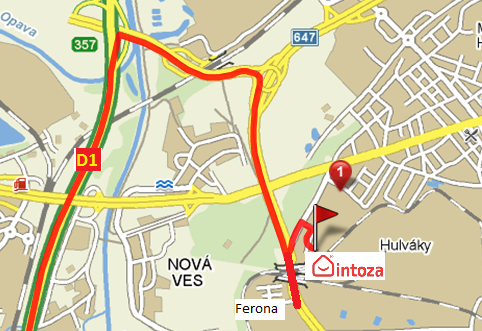 Opava
357
647
M
H
D1
1
Hulváky
intoza
NOVÁ
VES
Ferona